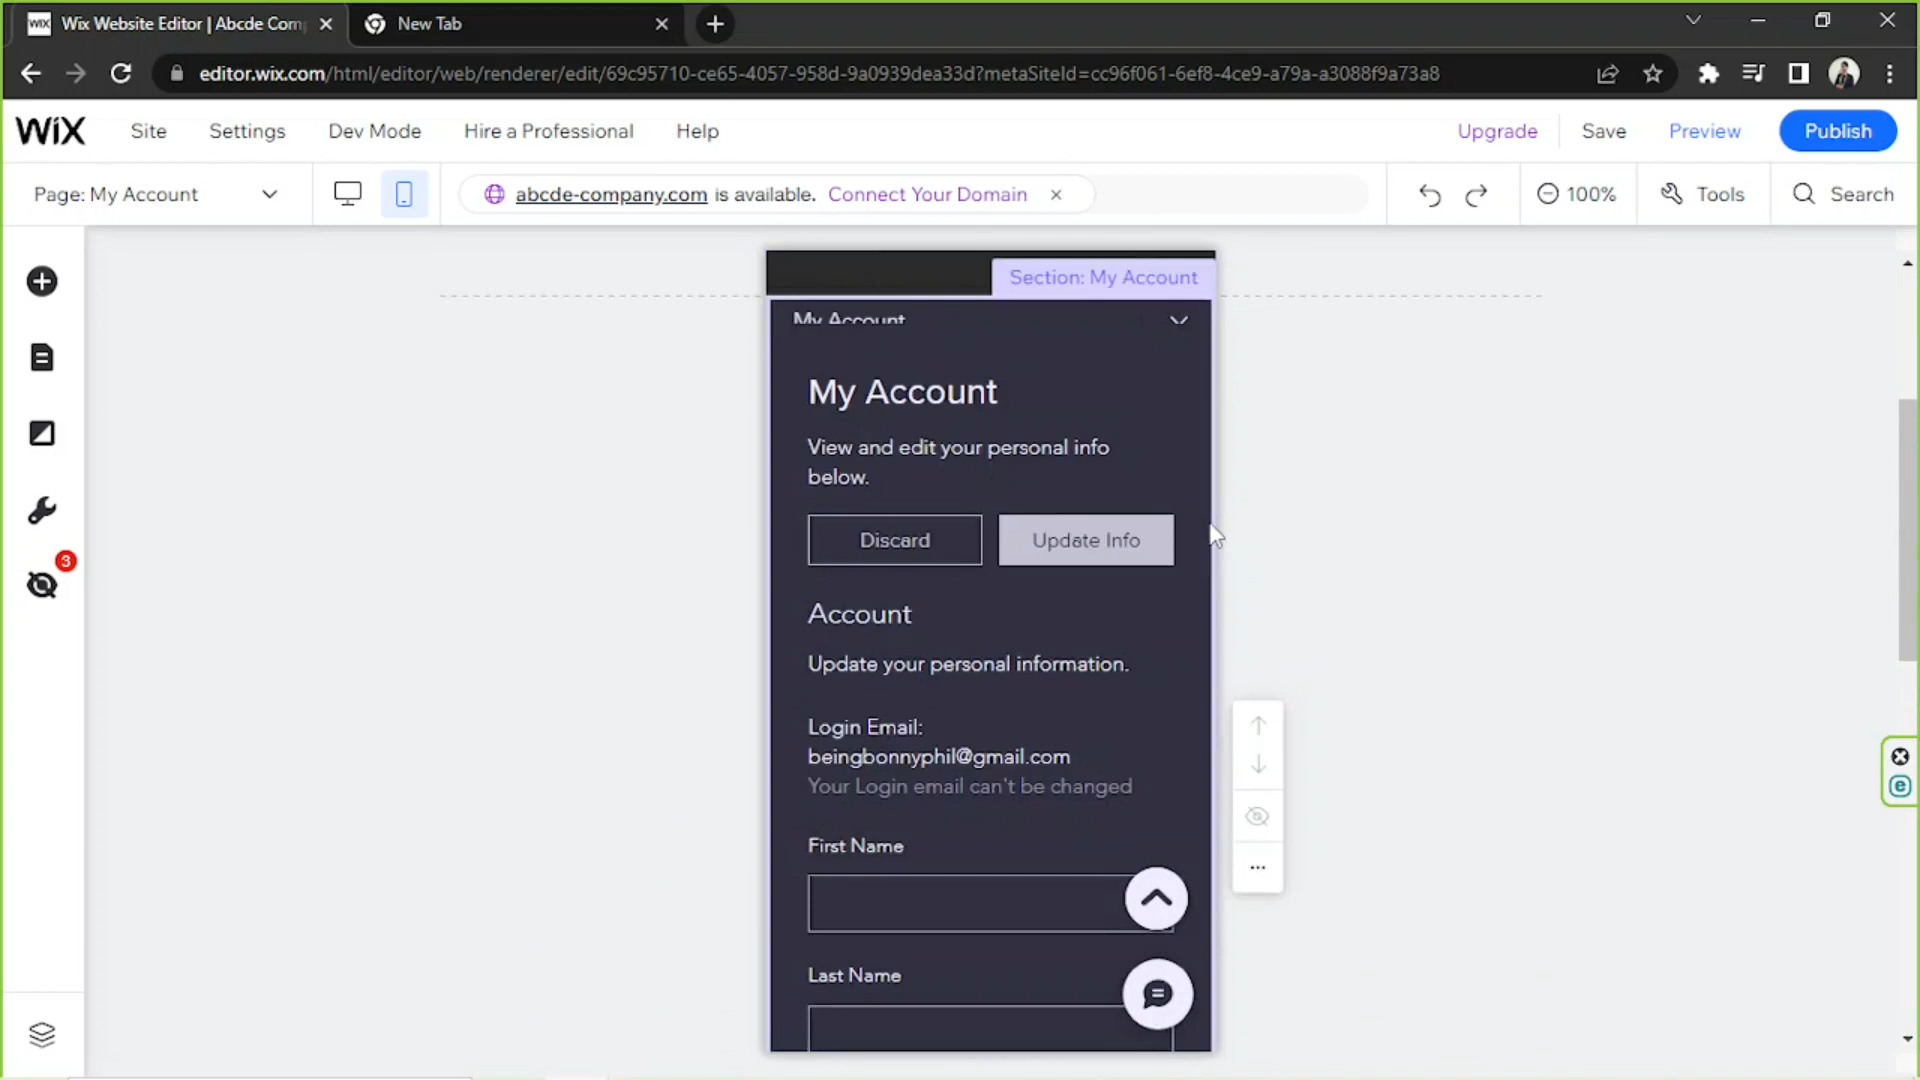 WIX Wix Website Editor | Abcde Com
New Tab
editor.wix.com/html/editor/web/renderer/edit/69c95710-ce65-4057-958d-9a0939dea33d?metaSiteId=cc96f061-6ef8-4ce9-a79a-a3088f9a73a8
WIX Site Settings Dev Mode Hire a Professional Help Upgrade Save Preview Publish
Page: My Account abcde-company.com is available. Connect Your Domain 100% Tools Search
Section: My Account
My Account
My Account
View and edit your personal info
below.
Discard Update Info
3
Account
Update your personal information.
Login Email:
beingbonnyphil@gmail.com
Your Login email can't be changed
First Name
Last Name